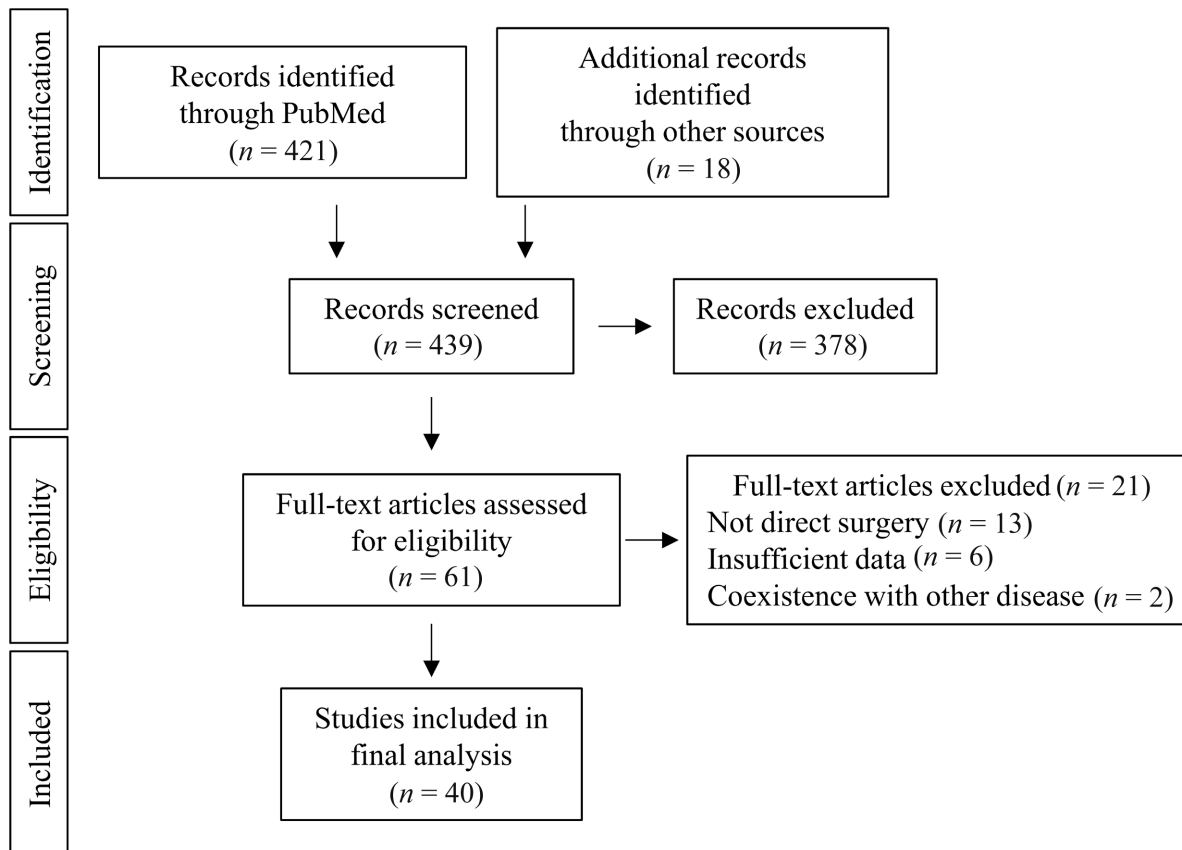 Identification
Records identified
through PubMed
(n = 421)
Additional records
identified
through other sources
(n = 18)
Screening
Records screened
(n = 439)
Records excluded
(n = 378)
Eligibility
Full-text articles assessed
for eligibility
(n = 61)
Full-text articles excluded (n = 21)
Not direct surgery (n = 13)
Insufficient data (n = 6)
Coexistence with other disease (n = 2)
Included
Studies included in
final analysis
(n = 40)